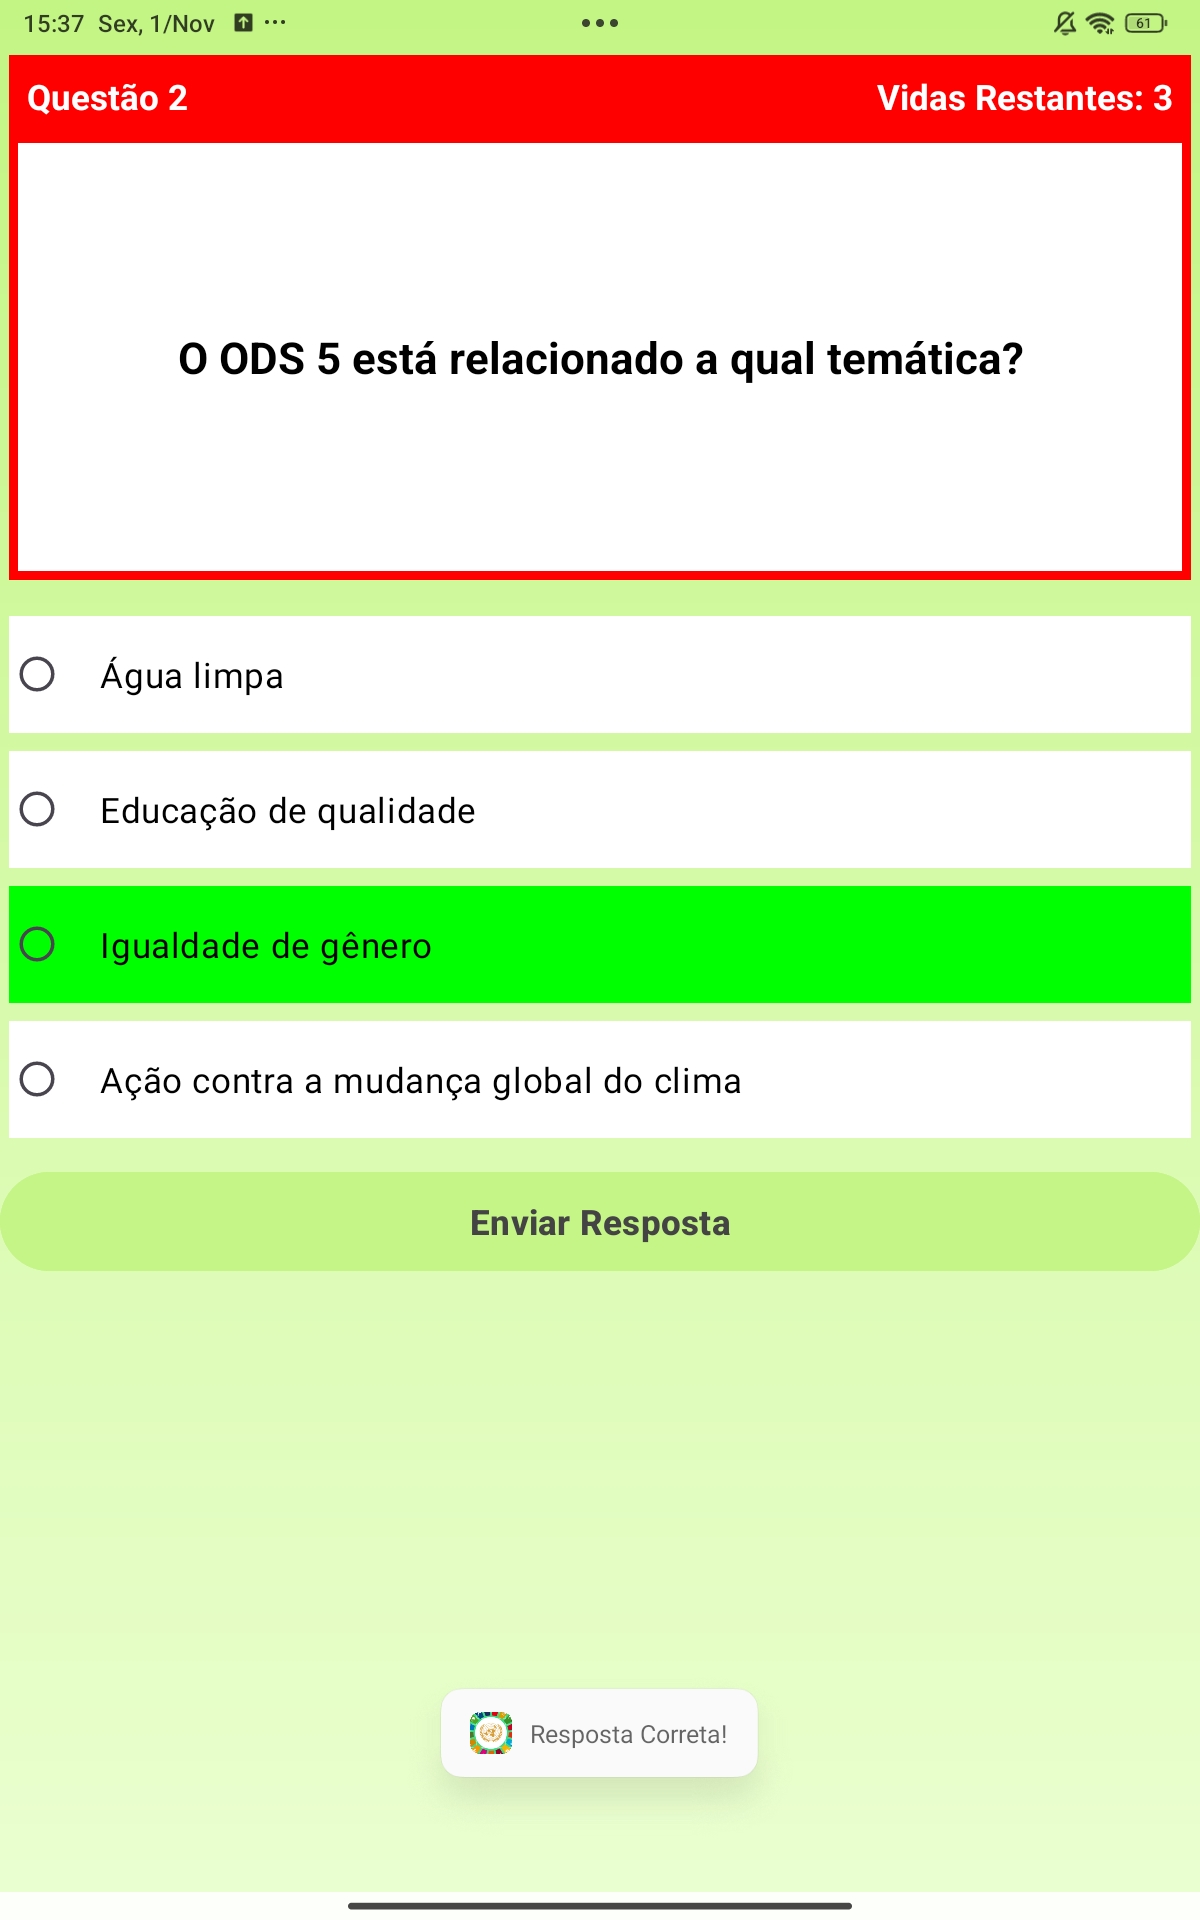 15:37 Sex, 1/Nov
61
Questão 2
Vidas Restantes: 3
O ODS 5 está relacionado a qual temática?
Água limpa
Educação de qualidade
Igualdade de gênero
Ação contra a mudança global do clima
Enviar Resposta
Resposta Correta!